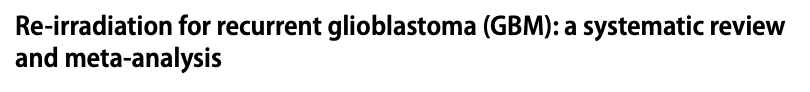 Re-irradiation for recurrent glioblastoma (GBM): a systematic review
and meta-analysis